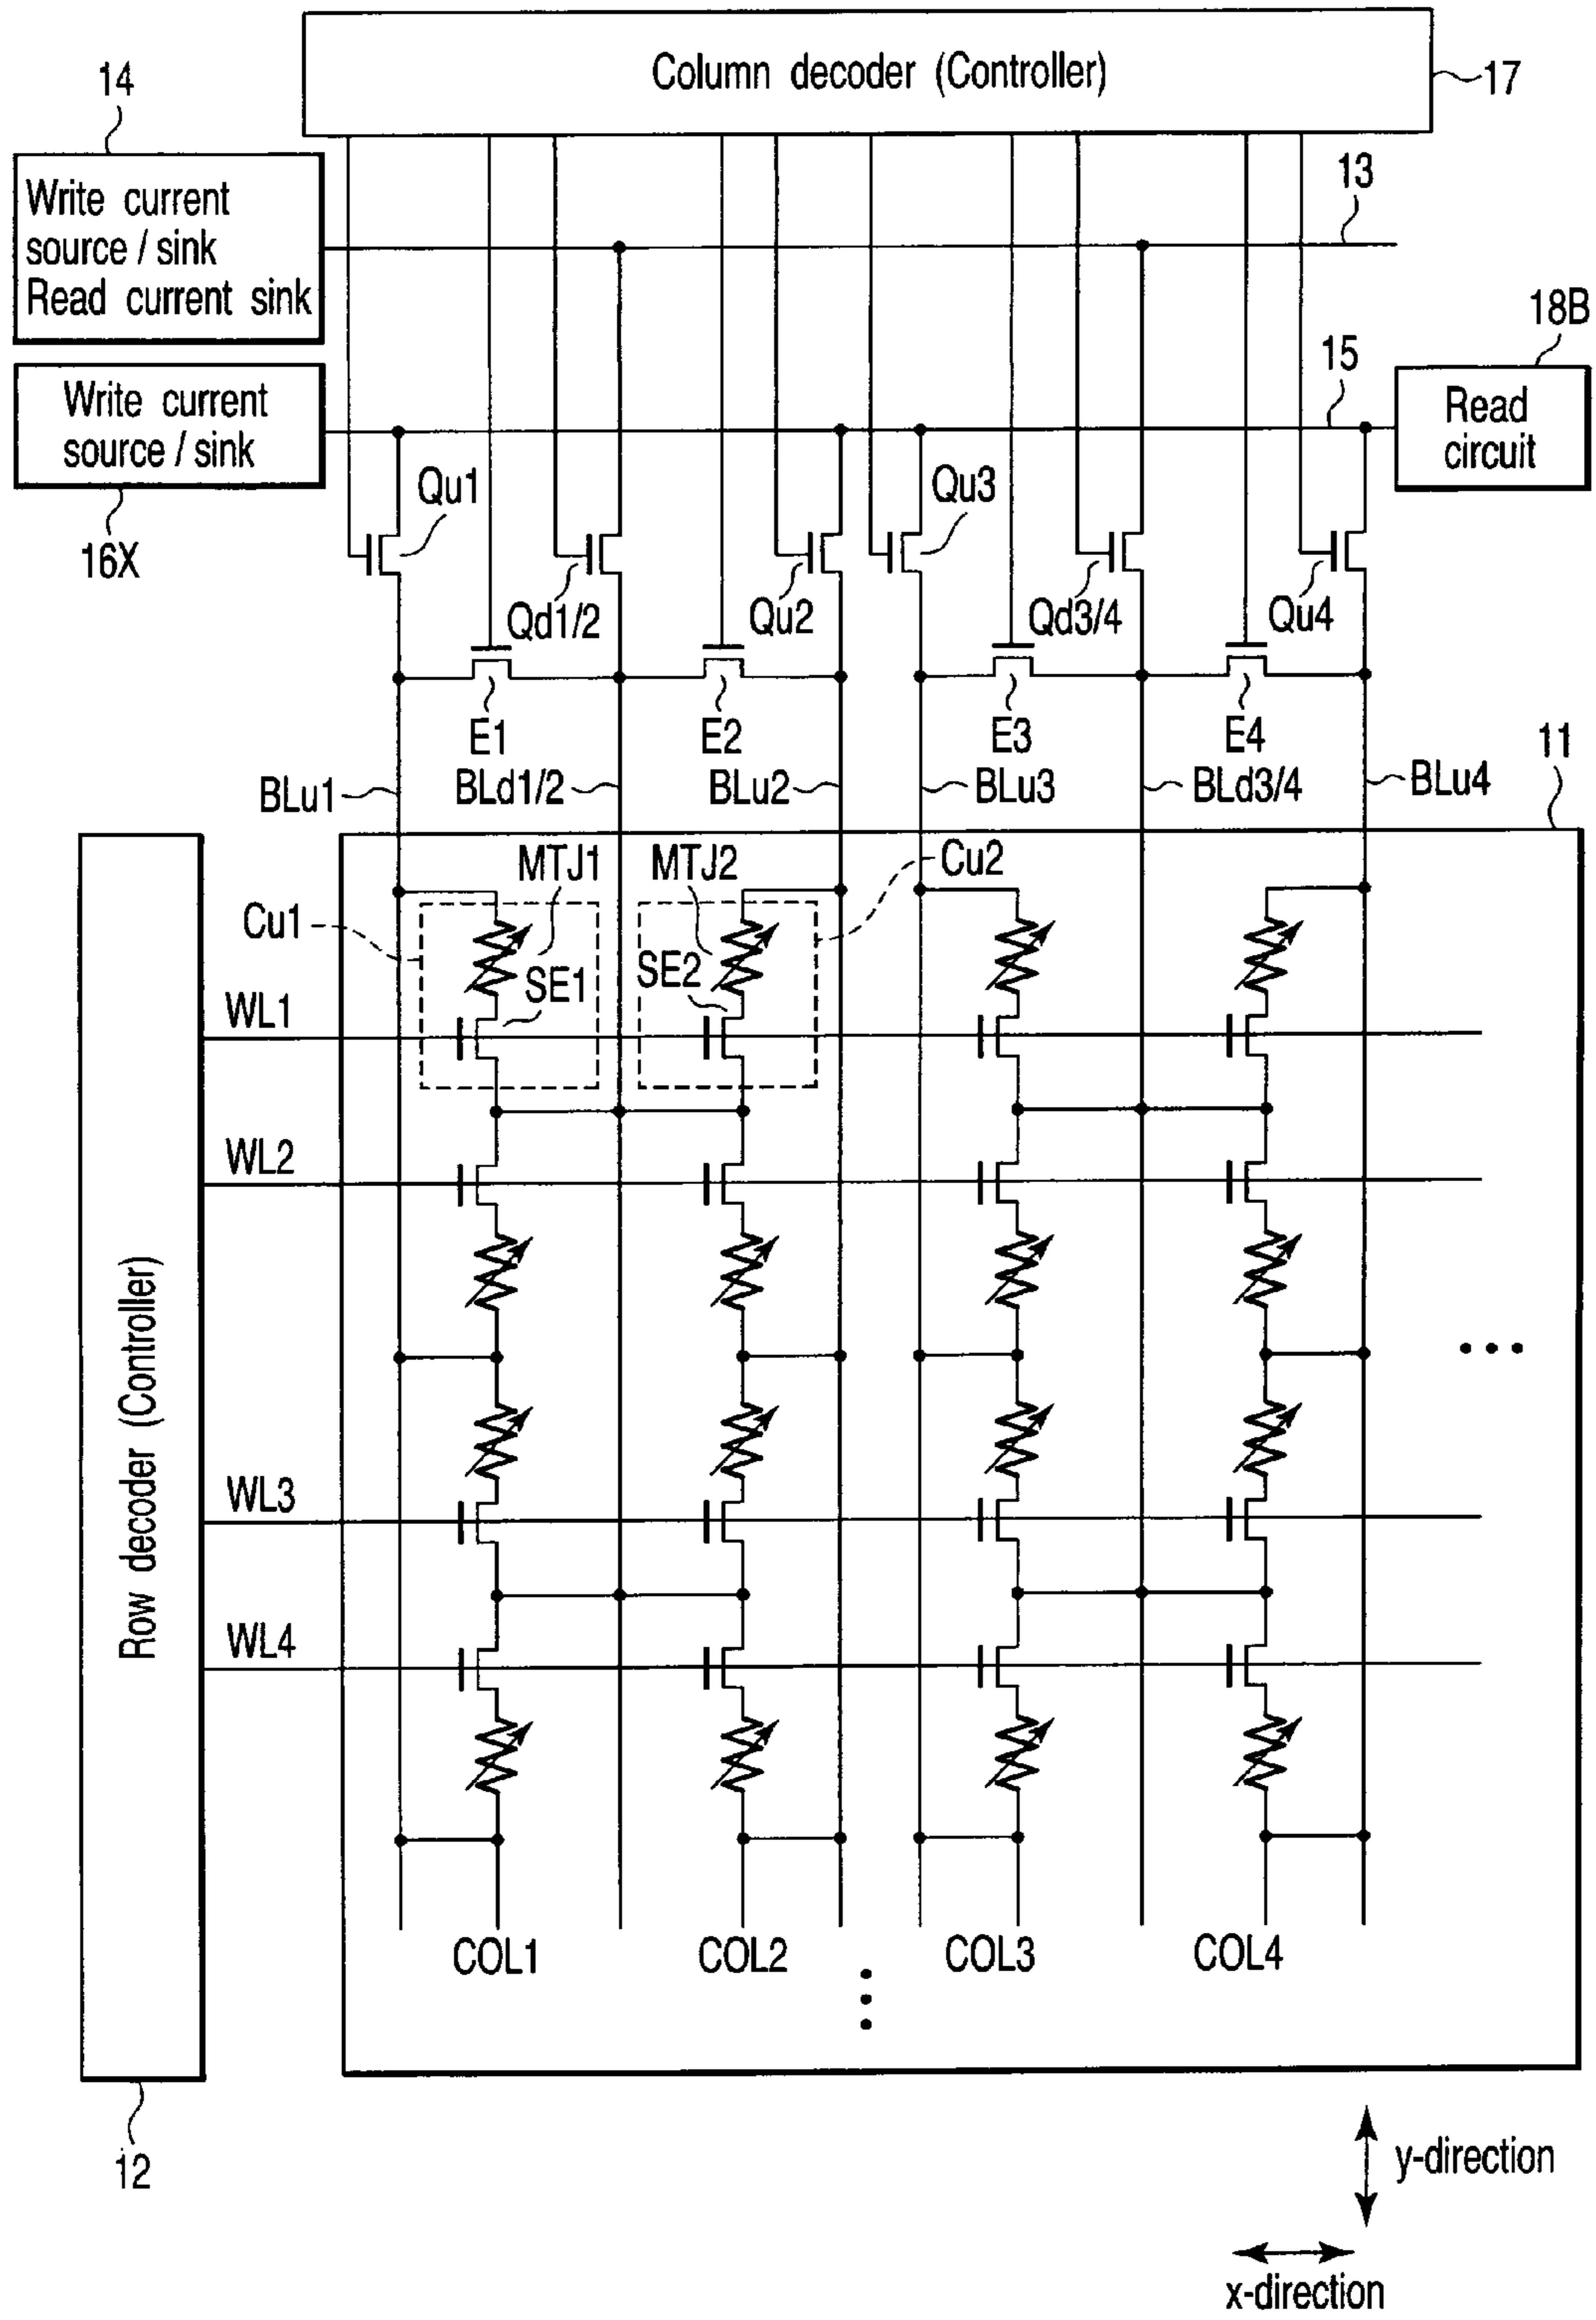 Column decoder (Controller)
17
14
Write current
source / sink
Read current sink
13
18B
15
Write current
source / sink
Read
circuit
16X
Qu1
Qd1/2
Qu2
Qu3
Qd3/4
Qu4
E1
E2
E3
E4
11
BLu1
BLd1/2
BLu2
BLu3
BLd3/4
BLu4
MTJ1
MTJ2
Cu2
Cu1
SE1
SE2
WL1
WL2
WL3
WL4
Row decoder (Controller)
COL1
COL2
COL3
COL4
12
y-direction
x-direction